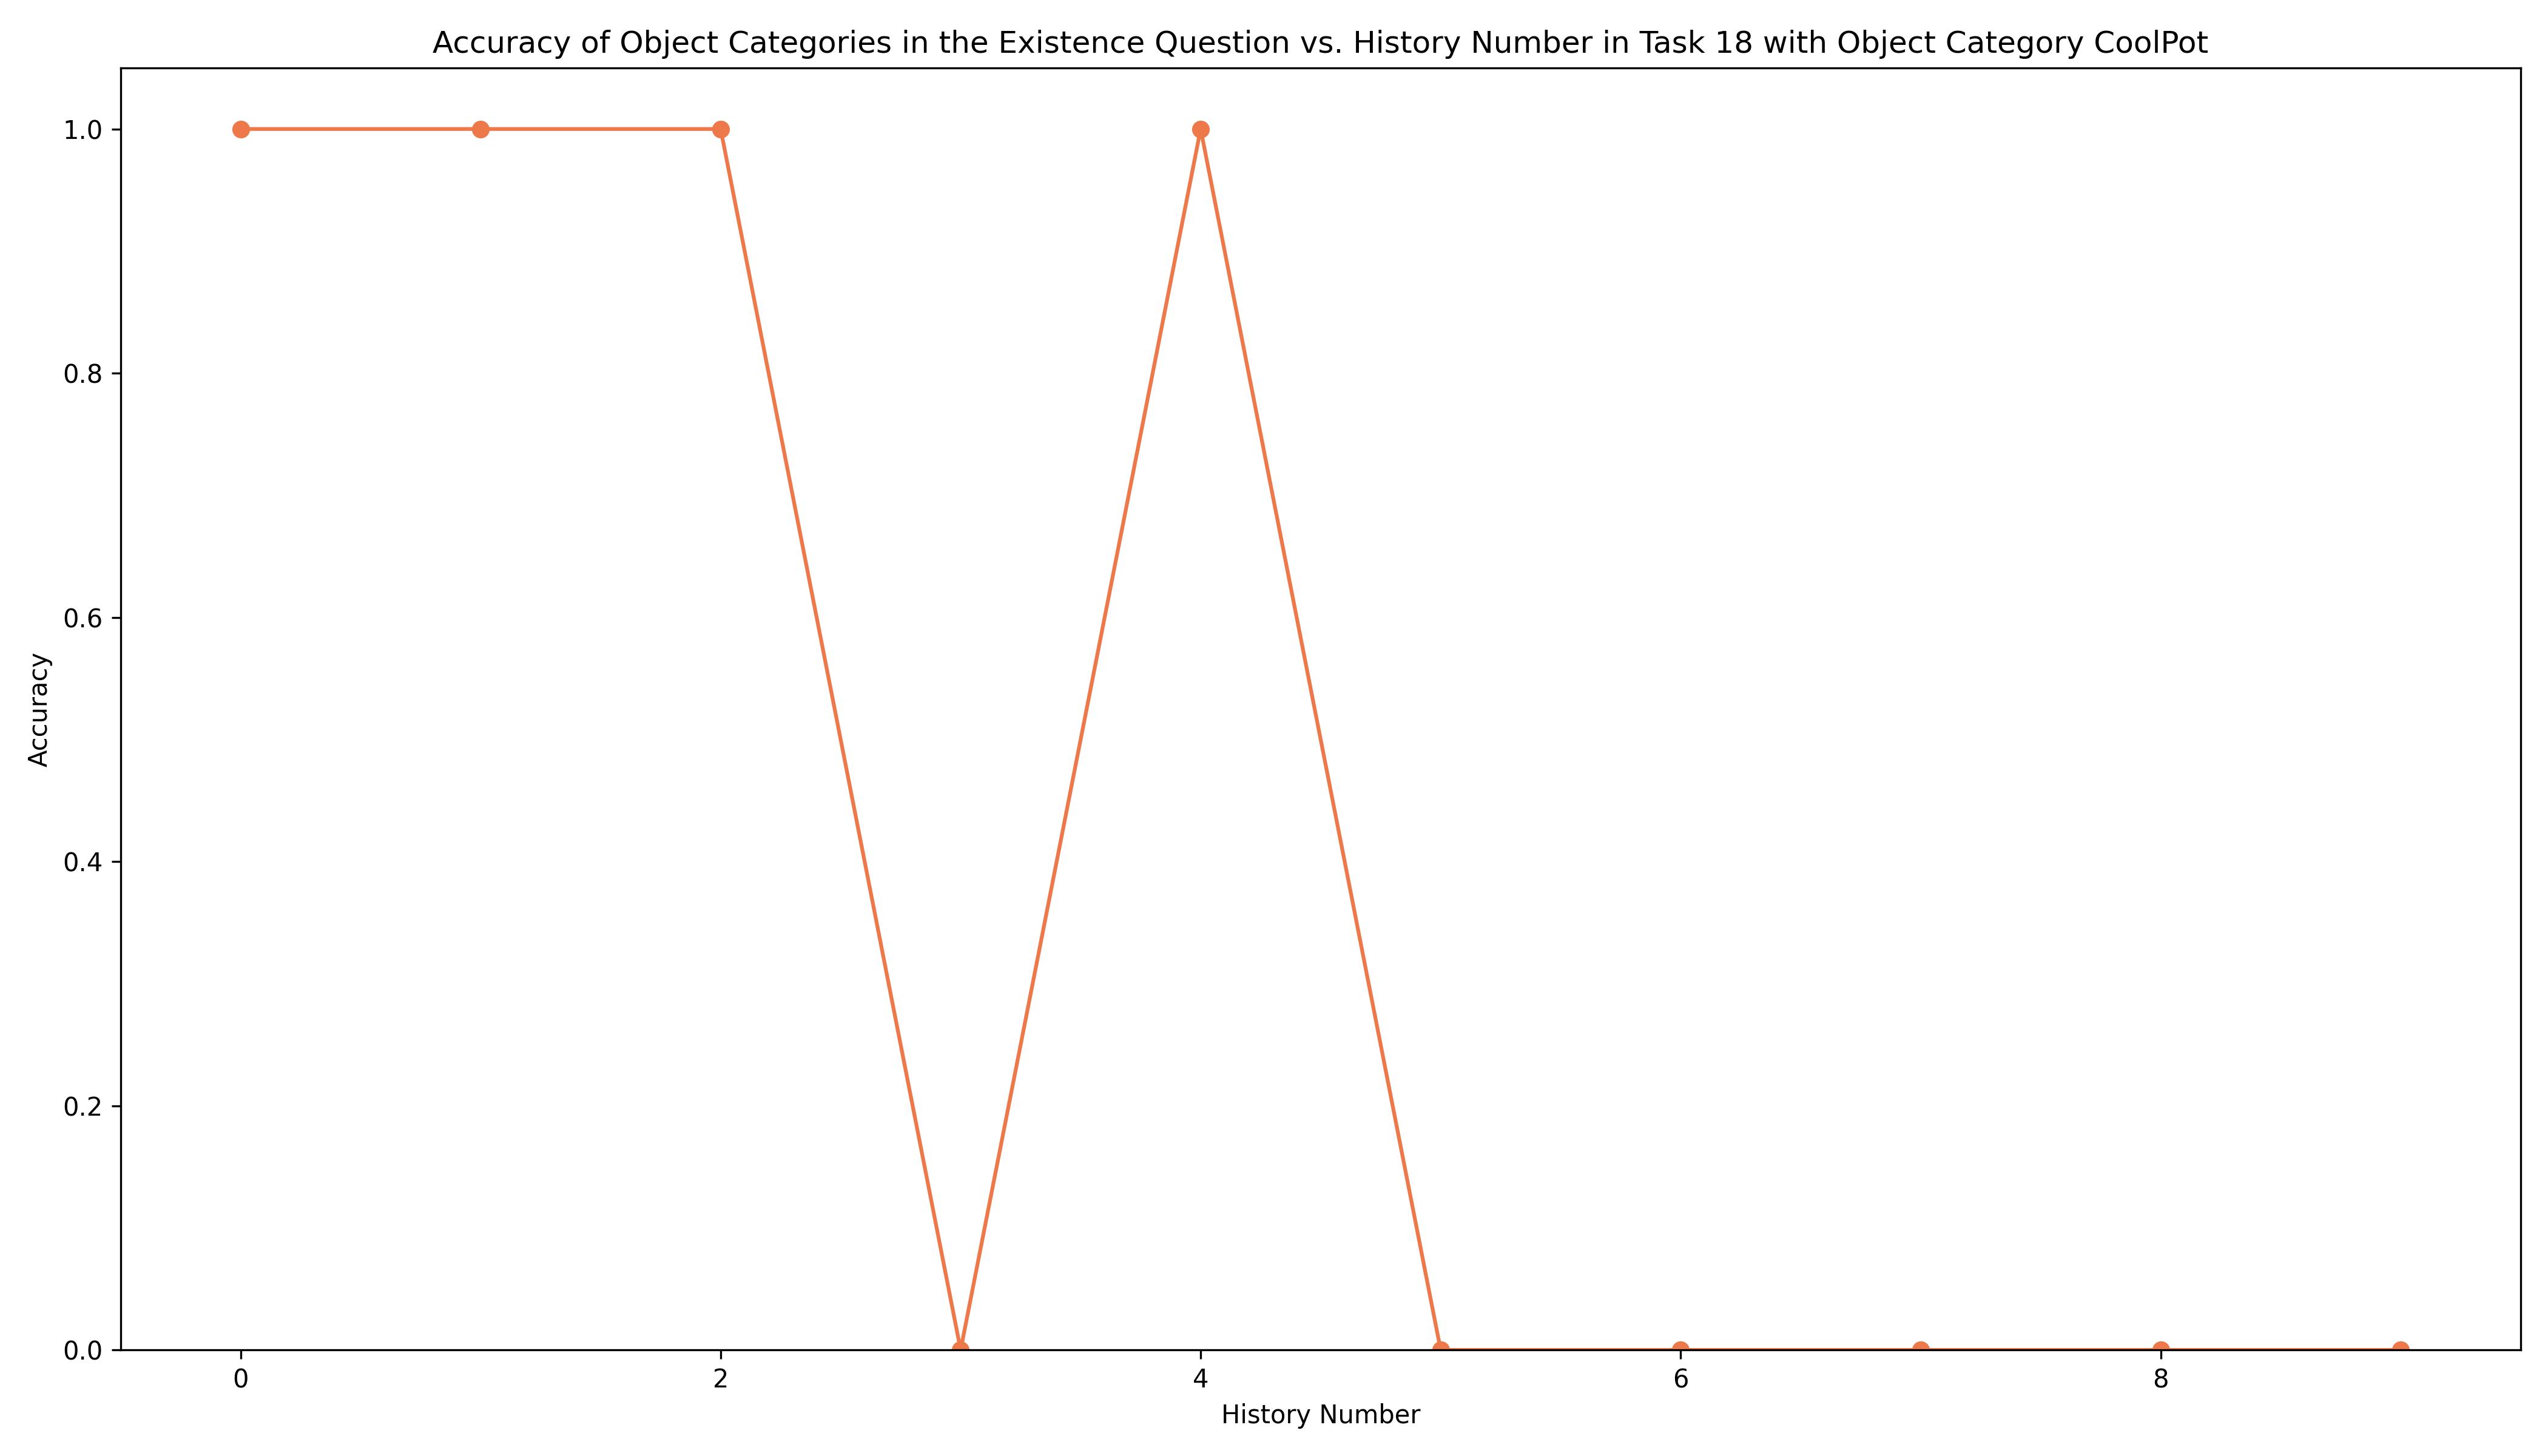 Accuracy of Object Categories in the Existence Question vs. History Number in Task 18 with Object Category CoolPot
1.0
0.8
0.6
0.4
0.2
0.0
Accuracy
0 2 4 6 8
History Number